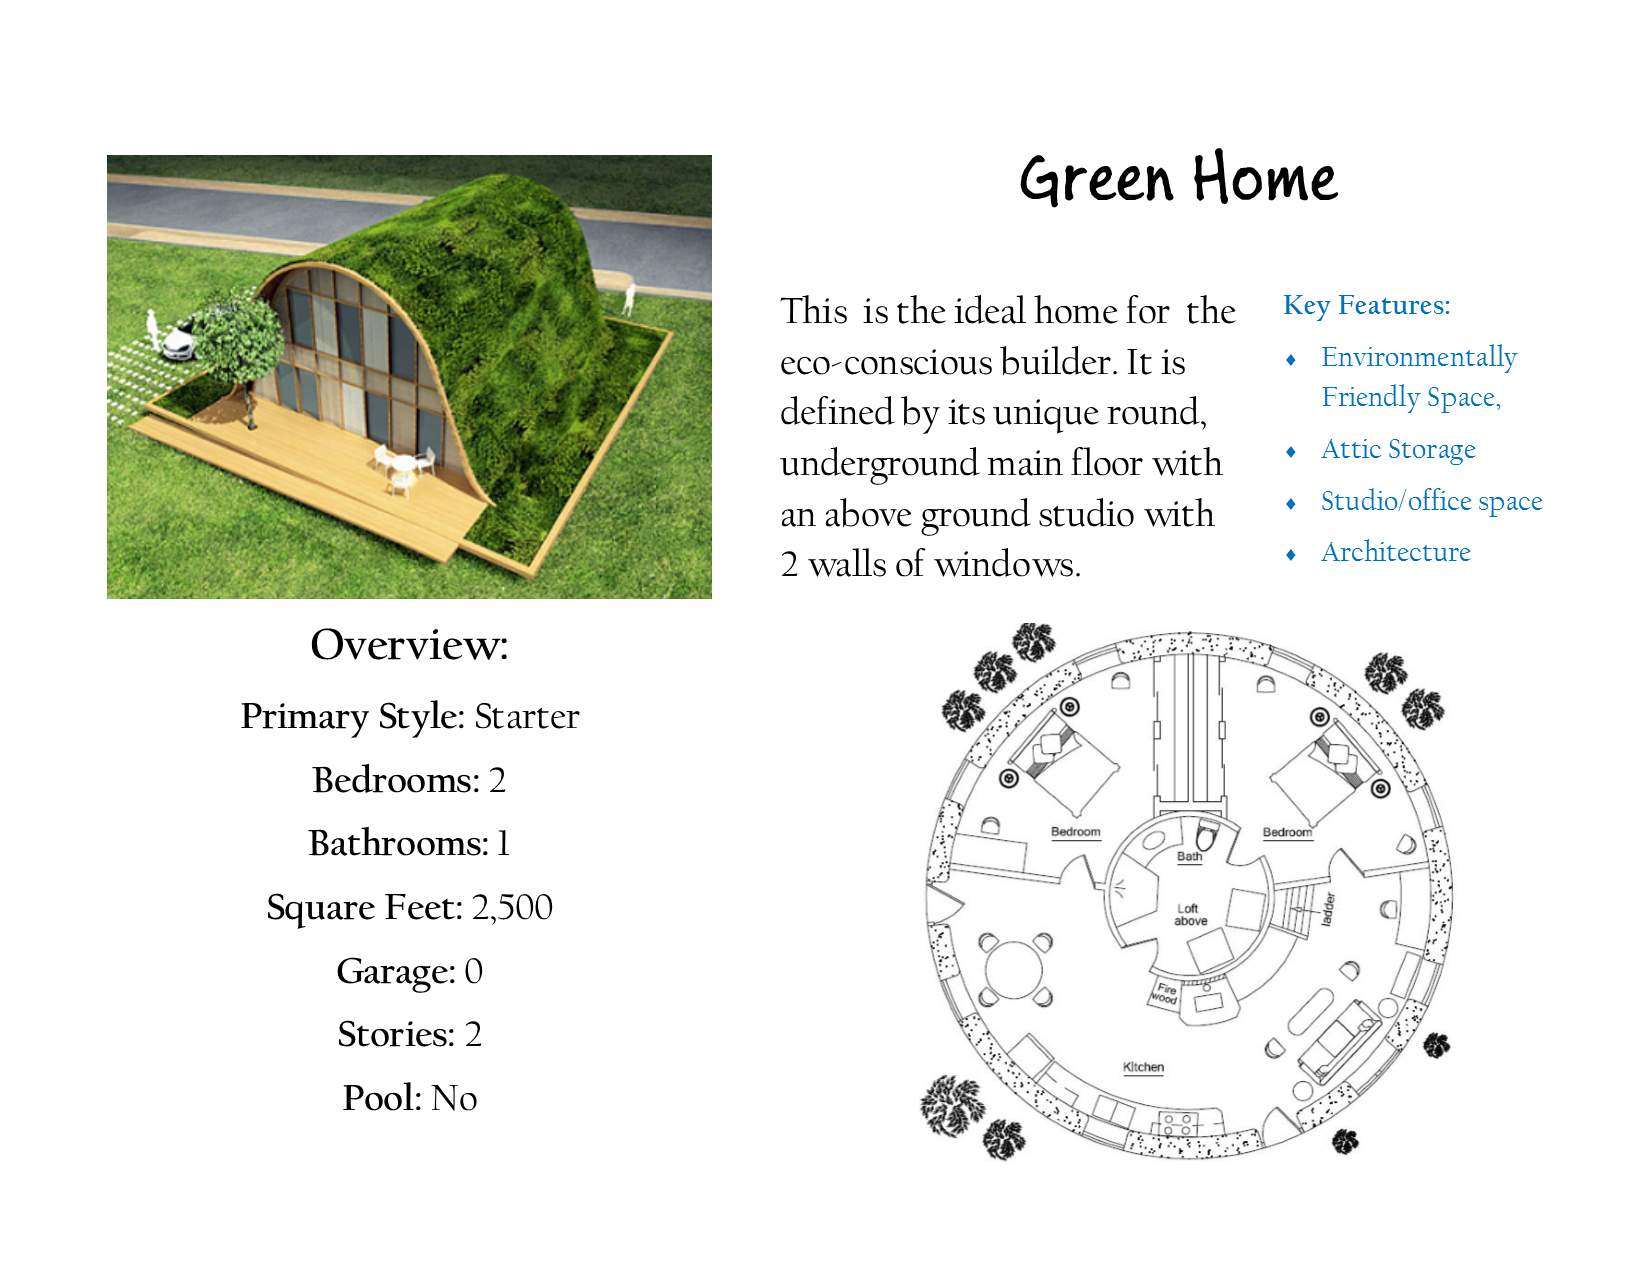 Green Home
This is the ideal home for the
eco-conscious builder. It is
defined by its unique round,
underground main floor with
an above ground studio with
2 walls of windows.
Key Features:
♦ Environmentally
Friendly Space,
♦ Attic Storage
♦ Studio/office space
♦ Architecture
Overview:
Primary Style: Starter
Bedrooms: 2
Bathrooms: 1
Square Feet: 2,500
Garage: 0
Stories: 2
Pool: No
Bedroom
Bedroom
Bath
Loft
above
ladder
Fire
wood
Kitchen